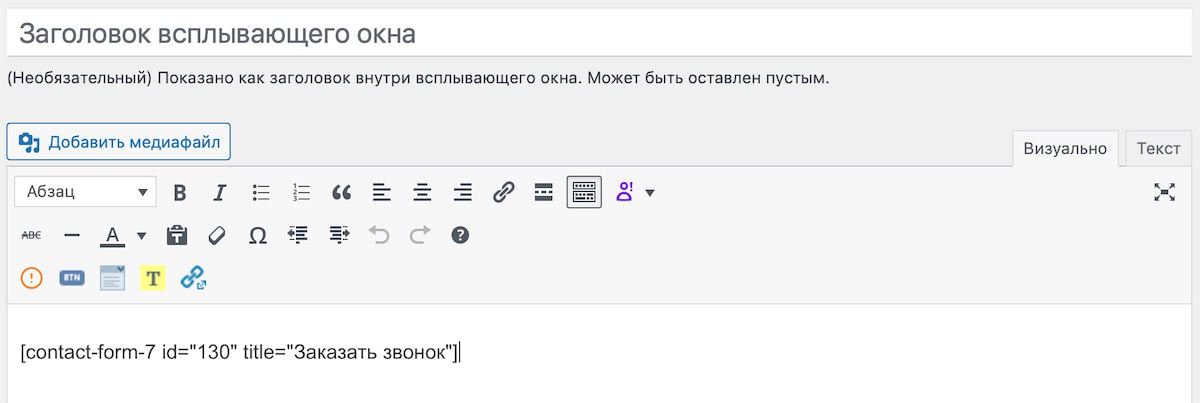 Заголовок всплывающего окна
(Необязательный) Показано как заголовок внутри всплывающего окна. Может быть оставлен пустым.
Добавить медиафайл
Визуально Текст
Абзац B I
ABC A T Ω ?
! BTN T
[contact-form-7 id="130" title="Заказать звонок"]